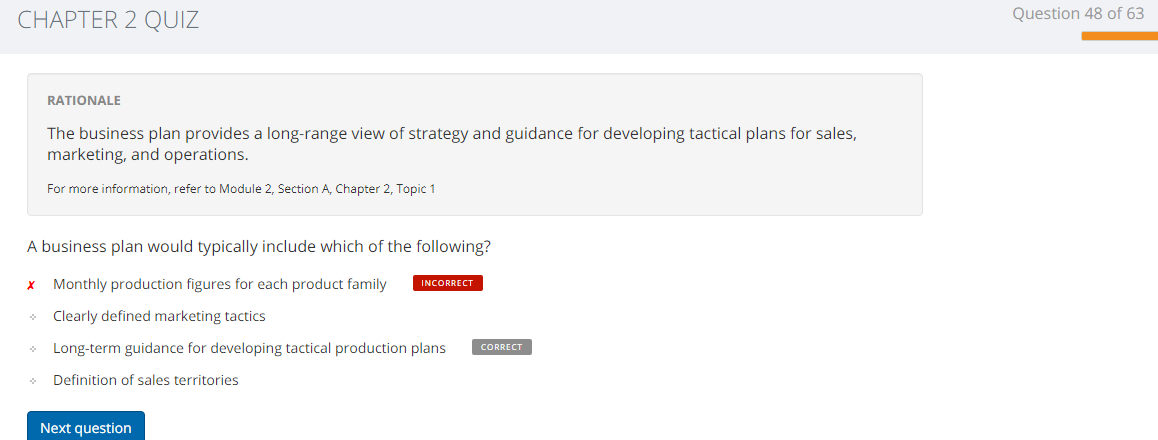 CHAPTER 2 QUIZ
Question 48 of 63
RATIONALE
The business plan provides a long-range view of strategy and guidance for developing tactical plans for sales,
marketing, and operations.
For more information, refer to Module 2, Section A, Chapter 2, Topic 1
A business plan would typically include which of the following?
✗ Monthly production figures for each product family INCORRECT
Clearly defined marketing tactics
Long-term guidance for developing tactical production plans CORRECT
Definition of sales territories
Next question